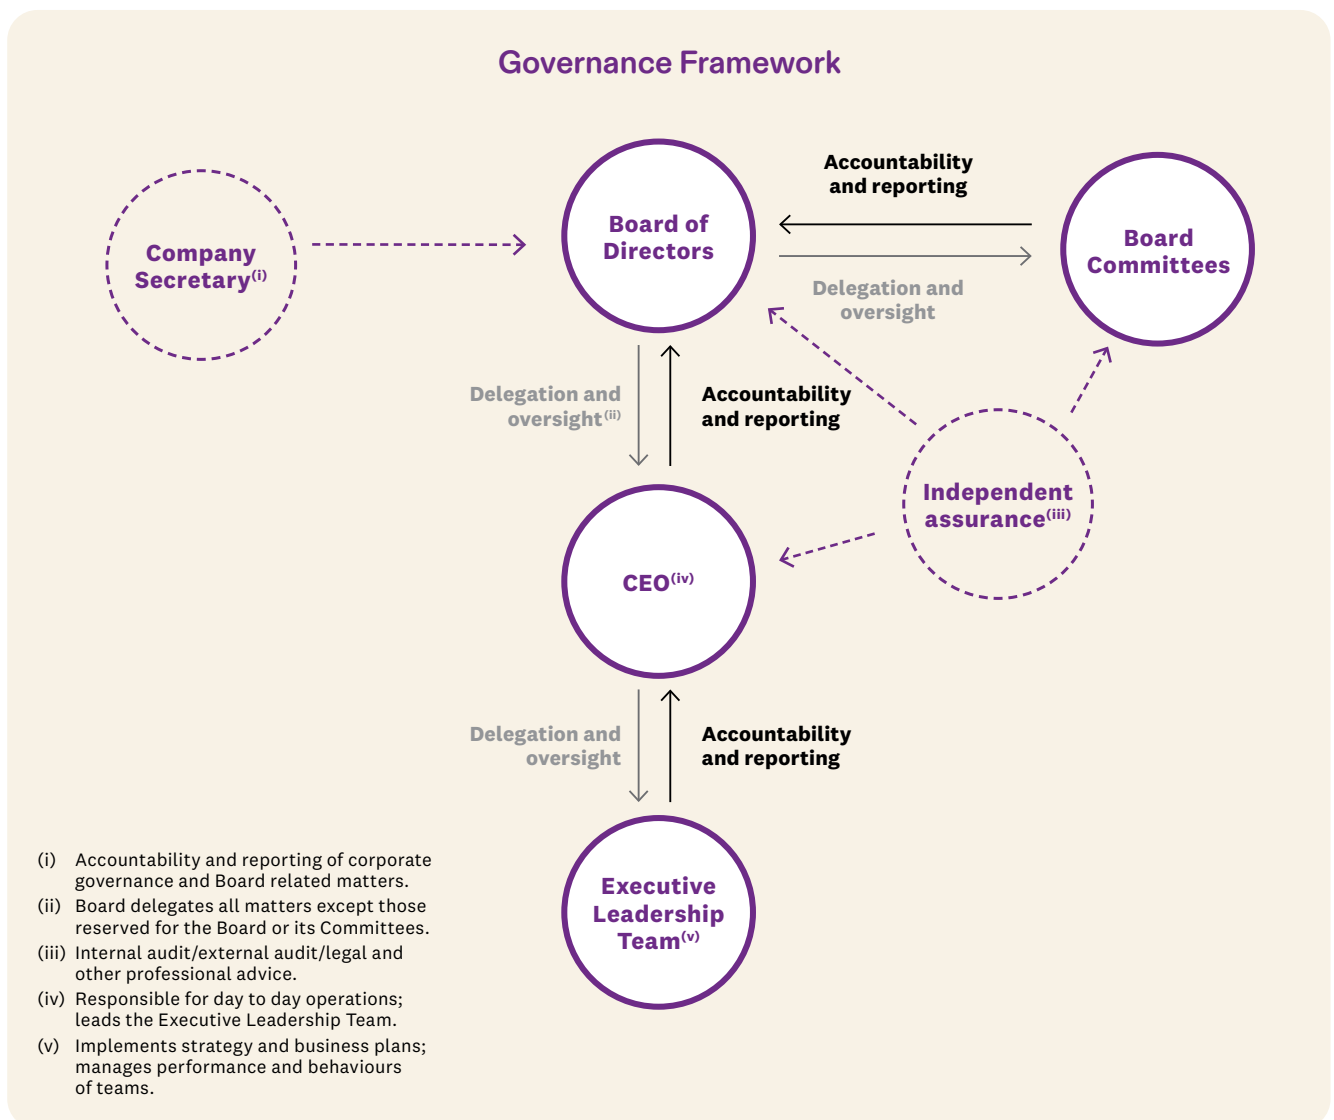 Governance Framework
Company
Secretary(i)
Board of
Directors
Accountability
and reporting
Delegation and
oversight
Board
Committees
Delegation and
oversight(ii)
Accountability
and reporting
Independent
assurance(iii)
CEO(iv)
Delegation and
oversight
Accountability
and reporting
Executive
Leadership
Team(v)
(i) Accountability and reporting of corporate
governance and Board related matters.
(ii) Board delegates all matters except those
reserved for the Board or its Committees.
(iii) Internal audit/external audit/legal and
other professional advice.
(iv) Responsible for day to day operations;
leads the Executive Leadership Team.
(v) Implements strategy and business plans;
manages performance and behaviours
of teams.